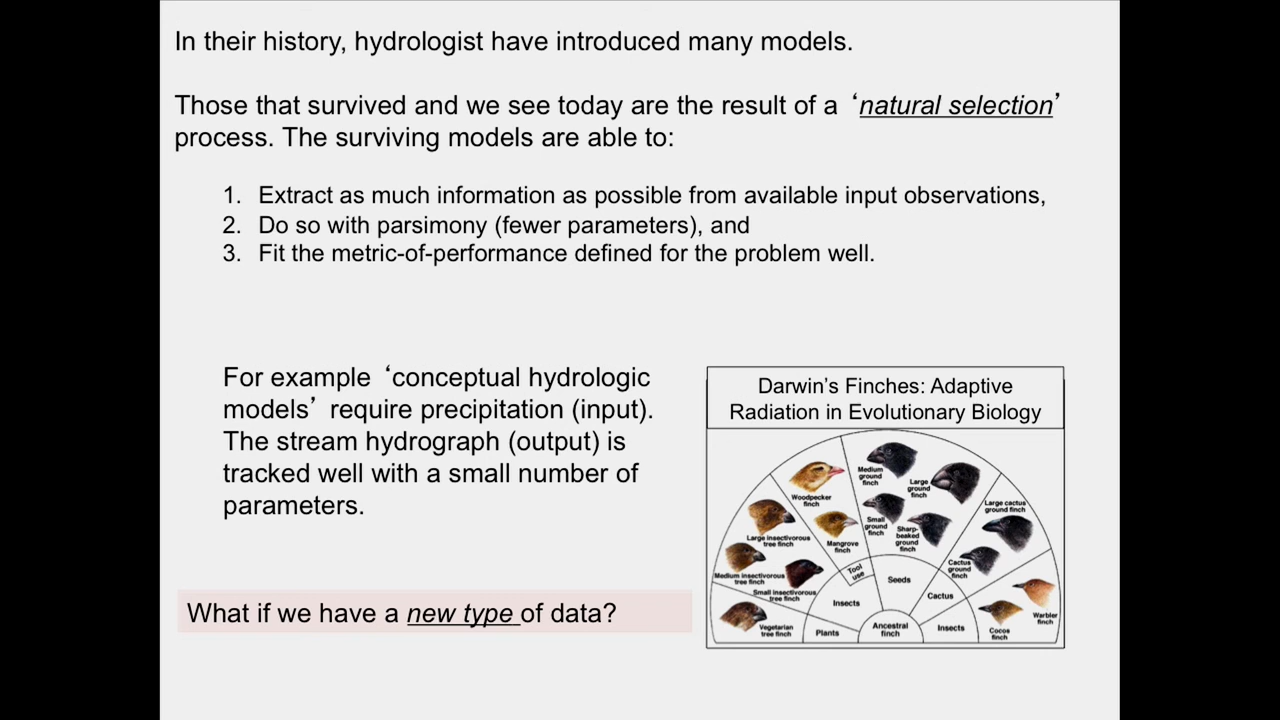 In their history, hydrologist have introduced many models.
Those that survived and we see today are the result of a ‘natural selection’
process. The surviving models are able to:
1. Extract as much information as possible from available input observations,
2. Do so with parsimony (fewer parameters), and
3. Fit the metric-of-performance defined for the problem well.
For example ‘conceptual hydrologic
models’ require precipitation (input).
The stream hydrograph (output) is
tracked well with a small number of
parameters.
What if we have a new type of data?
Darwin’s Finches: Adaptive
Radiation in Evolutionary Biology
Medium
ground
finch
Large
ground
finch
Woodpecker
finch
Large cactus
ground finch
Small
ground
finch
Sharp-
beaked
ground
finch
Large insectivorous
tree finch
Mangrove
finch
Cactus
ground
finch
Medium insectivorous
tree finch
Tool
use
Seeds
Small insectivorous
tree finch
Insects
Cactus
Warbler
finch
Vegetarian
tree finch
Plants
Ancestral
finch
Insects
Cocos
finch